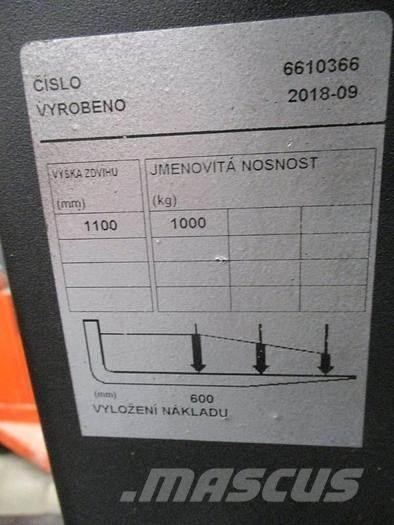 ČÍSLO 6610366
VYROBENO 2018-09
VÝŠKA ZDVIHU JMENOVITÁ NOSNOST
(mm) (kg)
1100 1000
(mm) 600
VYLOŽENÍ NÁKLADU
MASCUS